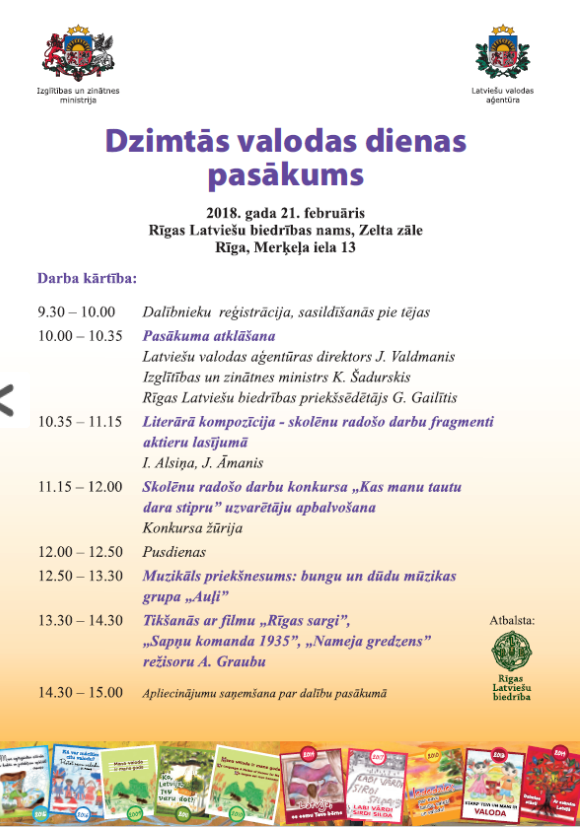 Izglītības un zinātnes
ministrija
Latviešu valodas
aģentūra
Dzimtās valodas dienas
pasākums
2018. gada 21. februāris
Rīgas Latviešu biedrības nams, Zelta zāle
Rīga, Merķeļa iela 13
Darba kārtība:
9.30 – 10.00 Dalībnieku reģistrācija, sasildīšanās pie tējas
10.00 – 10.35 Pasākuma atklāšana
Latviešu valodas aģentūras direktors J. Valdmanis
Izglītības un zinātnes ministrs K. Šadurskis
Rīgas Latviešu biedrības priekšsēdētājs G. Gailītis
10.35 – 11.15 Literārā kompozīcija - skolēnu radošo darbu fragmenti
aktieru lasījumā
I. Alsiņa, J. Āmanis
11.15 – 12.00 Skolēnu radošo darbu konkursa „Kas manu tautu
dara stipru” uzvarētāju apbalvošana
Konkursa žūrija
12.00 – 12.50 Pusdienas
12.50 – 13.30 Muzikāls priekšnesums: bungu un dūdu mūzikas
grupa „Auļi”
13.30 – 14.30 Tikšanās ar filmu „Rīgas sargi”,
„Sapņu komanda 1935”, „Nameja gredzens”
režisoru A. Graubu
Atbalsta:
Rīgas
Latviešu
biedrība
14.30 – 15.00 Apliecinājumu saņemšana par dalību pasākumā
VALODA